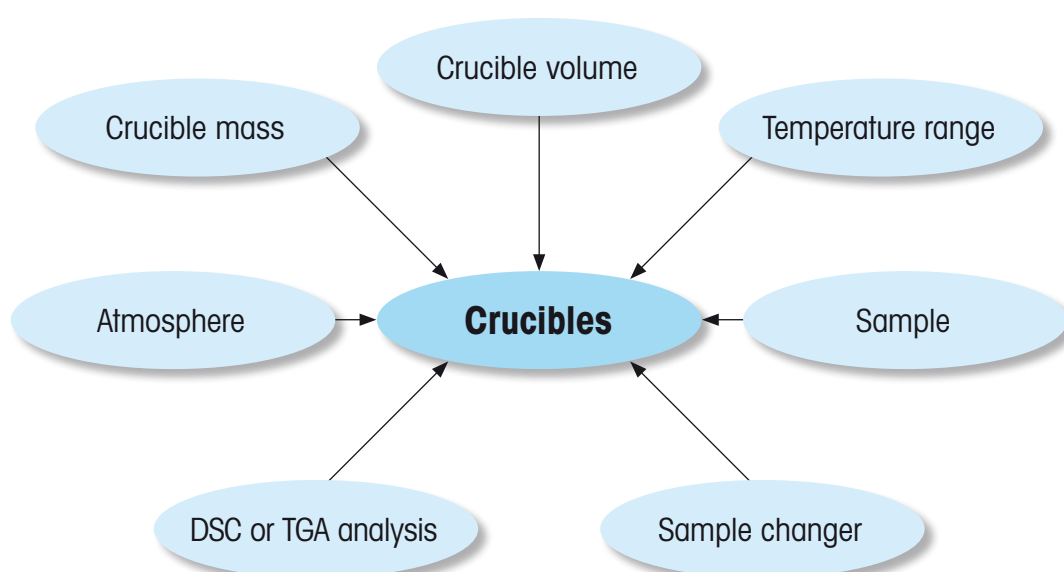 Crucible volume
Crucible mass
Temperature range
Atmosphere
Crucibles
Sample
DSC or TGA analysis
Sample changer